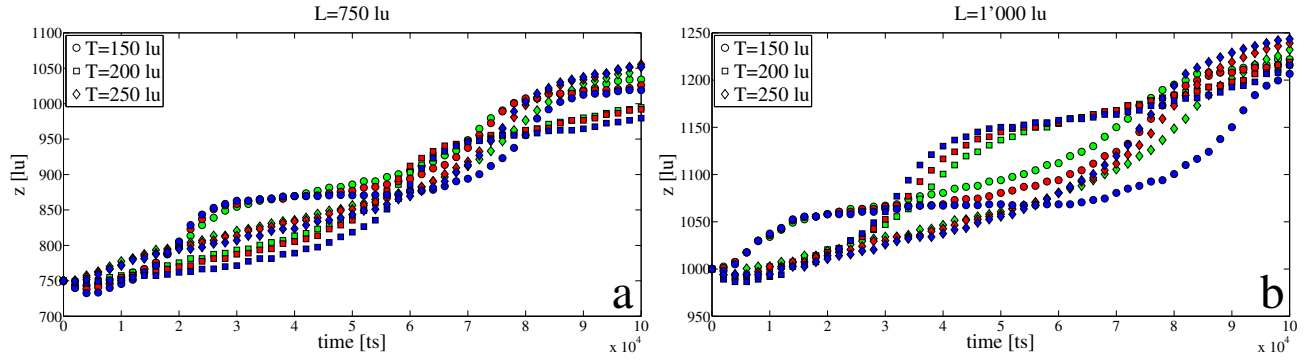 L=750 lu
1100
1050
1000
950
900
850
800
750
700
z [lu]
T=150 lu
T=200 lu
T=250 lu
a
0 1 2 3 4 5 6 7 8 9 10
time [ts]
x 10^4
L=1’000 lu
1250
1200
1150
1100
1050
1000
950
z [lu]
T=150 lu
T=200 lu
T=250 lu
b
0 1 2 3 4 5 6 7 8 9 10
time [ts]
x 10^4